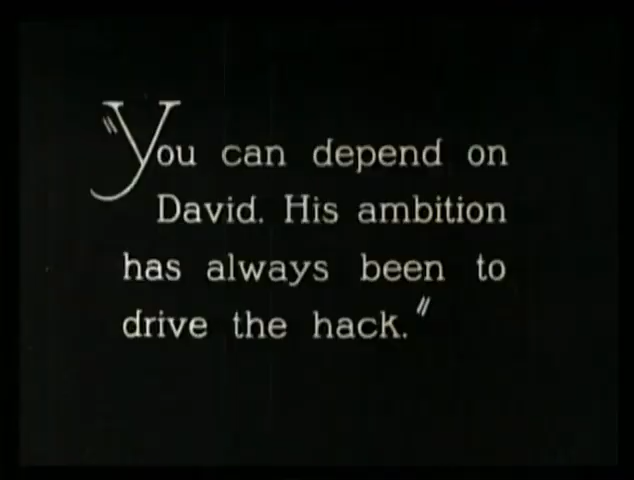 "You can depend on
David. His ambition
has always been to
drive the hack."